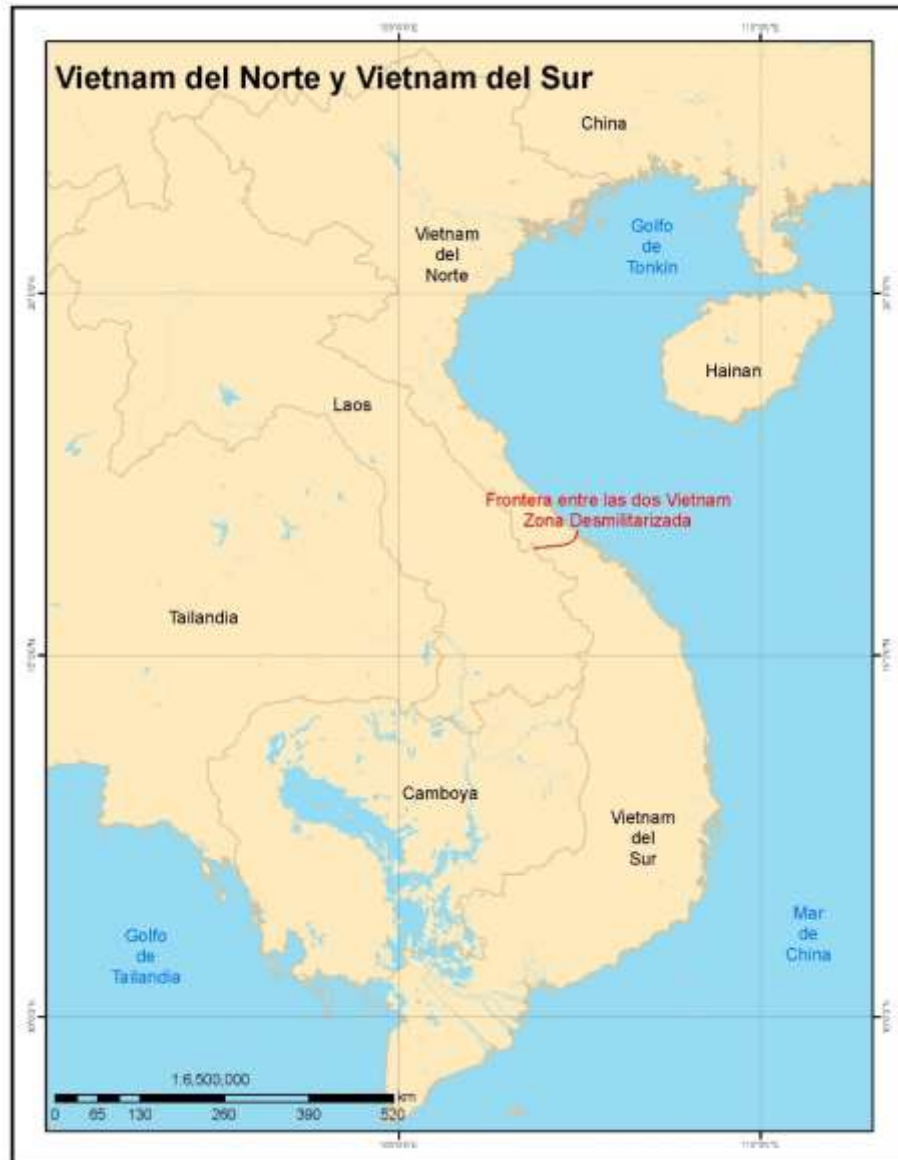 Vietnam del Norte y Vietnam del Sur
China
Golfo
de
Tonkin
Vietnam
del
Norte
Hainan
Laos
Frontera entre las dos Vietnam
Zona Desmilitarizada
Tailandia
Camboya
Vietnam
del
Sur
Mar
de
China
Golfo
de
Tailandia
1:6,500,000
km
0 65 130 260 390 520